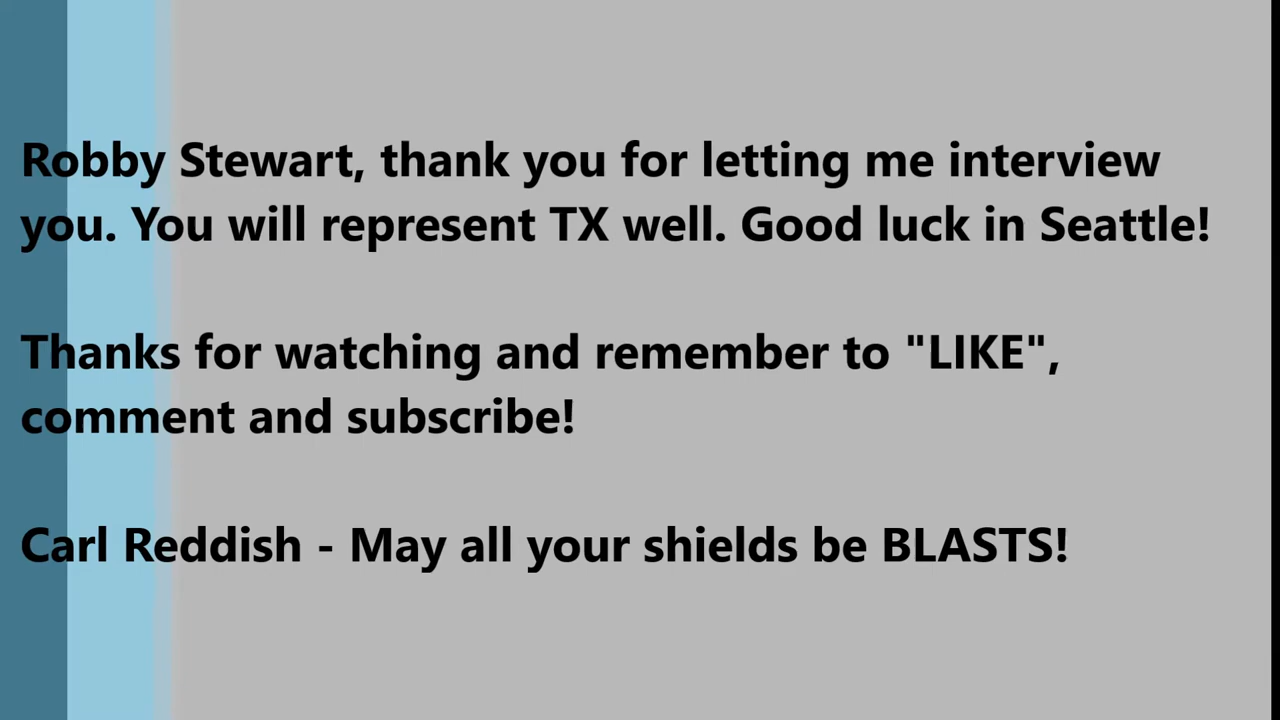 Robby Stewart, thank you for letting me interview
you. You will represent TX well. Good luck in Seattle!
Thanks for watching and remember to "LIKE",
comment and subscribe!
Carl Reddish - May all your shields be BLASTS!